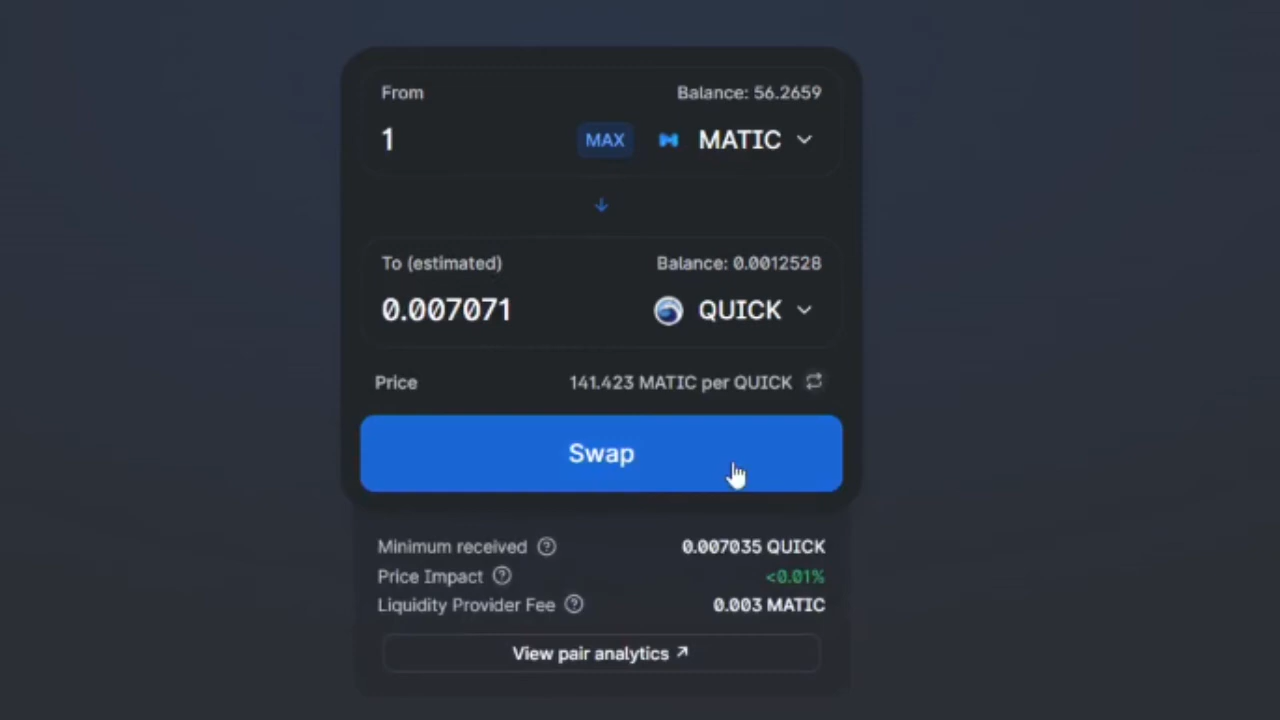 From Balance: 56.2659
1 MAX MATIC
To (estimated) Balance: 0.0012528
0.007071 QUICK
Price 141.423 MATIC per QUICK
Swap
Minimum received 0.007035 QUICK
Price Impact <0.01%
Liquidity Provider Fee 0.003 MATIC
View pair analytics ↗